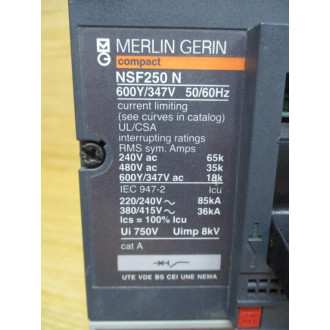 MERLIN GERIN
compact
NSF250 N
600Y/347V 50/60Hz
current limiting
(see curves in catalog)
UL/CSA
interrupting ratings
RMS sym. Amps
240V ac 65k
480V ac 35k
600Y/347V ac 18k
IEC 947-2 Icu
220/240V~ 85kA
380/415V~ 36kA
Ics = 100% Icu
Ui 750V Uimp 8kV
cat A
UTE VDE BS CEI UNE NEMA